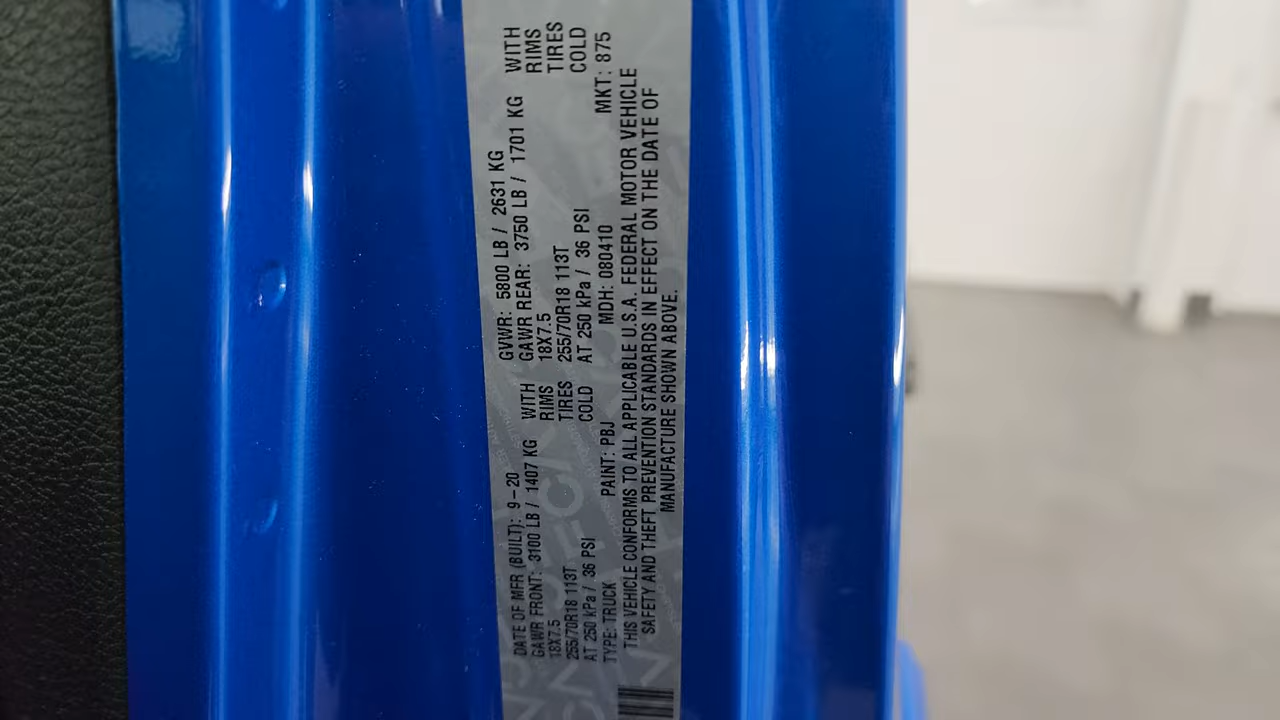 DATE OF MFR (BUILT): 9-20 GVWR: 5800 LB / 2631 KG
GAWR FRONT: 3100 LB / 1407 KG WITH GAWR REAR: 3750 LB / 1701 KG WITH
18X7.5 RIMS 18X7.5 RIMS
255/70R18 113T TIRES 255/70R18 113T TIRES
AT 250 kPa / 36 PSI COLD AT 250 kPa / 36 PSI COLD
TYPE: TRUCK PAINT: PBJ MDH: 080410 MKT: 875
THIS VEHICLE CONFORMS TO ALL APPLICABLE U.S.A. FEDERAL MOTOR VEHICLE
SAFETY AND THEFT PREVENTION STANDARDS IN EFFECT ON THE DATE OF
MANUFACTURE SHOWN ABOVE.